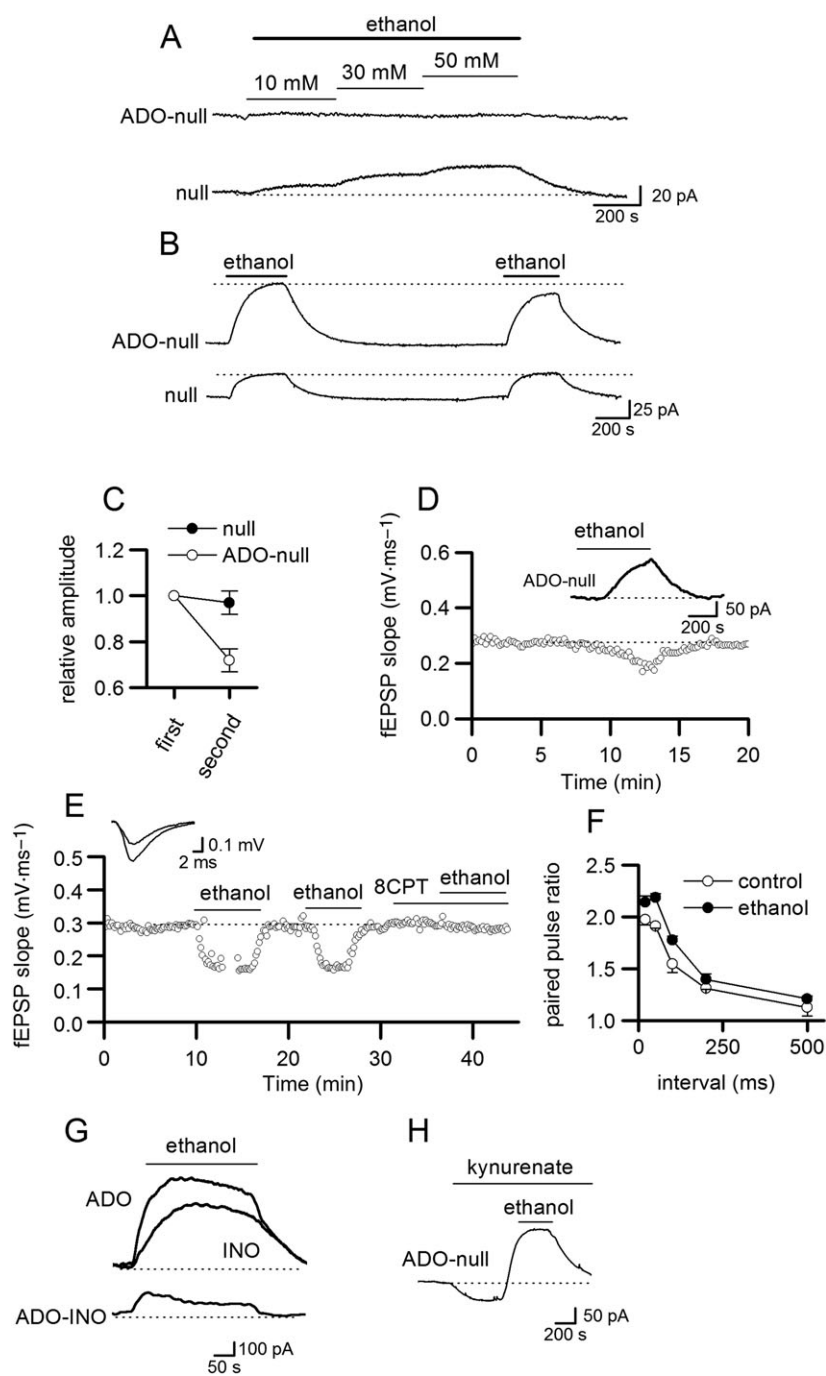 A
ethanol
10 mM
30 mM
50 mM
ADO-null
null
20 pA
200 s
B
ethanol
ethanol
ADO-null
null
25 pA
200 s
C
null
ADO-null
relative amplitude
1.2
1.0
0.8
0.6
first
second
D
ethanol
ADO-null
50 pA
200 s
fEPSP slope (mV·ms−1)
0.6
0.4
0.2
0.0
0
5
10
15
20
Time (min)
E
0.1 mV
2 ms
fEPSP slope (mV·ms−1)
0.5
0.4
0.3
0.2
0.1
0.0
ethanol
ethanol
8CPT
ethanol
0
10
20
30
40
Time (min)
F
control
ethanol
paired pulse ratio
2.5
2.0
1.5
1.0
0
250
500
interval (ms)
G
ethanol
ADO
INO
ADO-INO
100 pA
50 s
H
kynurenate
ethanol
ADO-null
50 pA
200 s